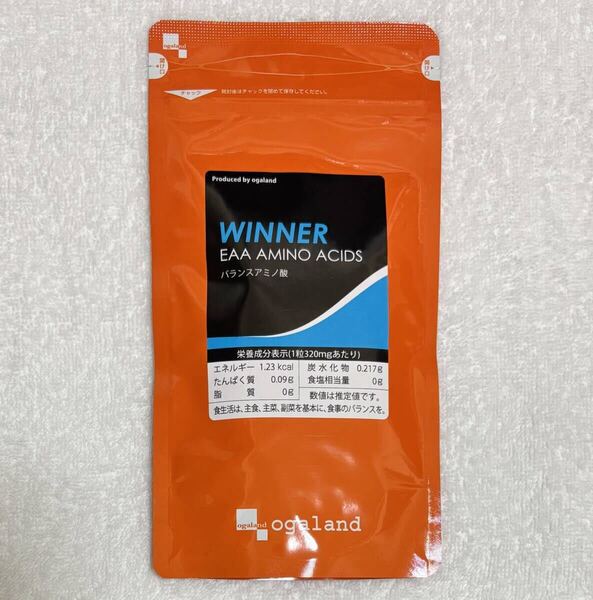 ogaland
開け口
開け口
チャック
開封後はチャックを閉めて保存してください。
Produced by ogaland
WINNER
EAA AMINO ACIDS
バランスアミノ酸
栄養成分表示(1粒320mgあたり)
エネルギー 1.23 kcal 炭水化物 0.217g
たんぱく質 0.09g 食塩相当量 0g
脂質 0g 数値は推定値です。
食生活は、主食、主菜、副菜を基本に、食事のバランスを。
ogaland ogaland